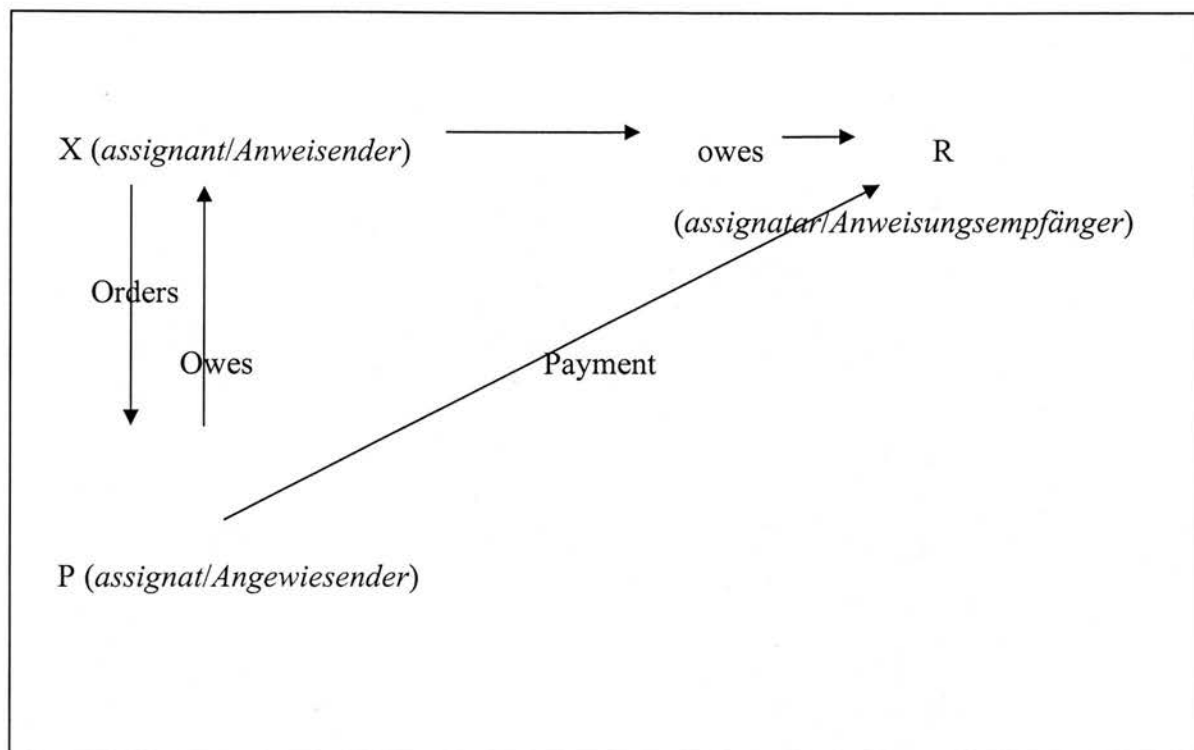 X (assignant/Anweisender) owes R
(assignatar/Anweisungsempfänger)
Orders
Owes Payment
P (assignat/Angewiesender)